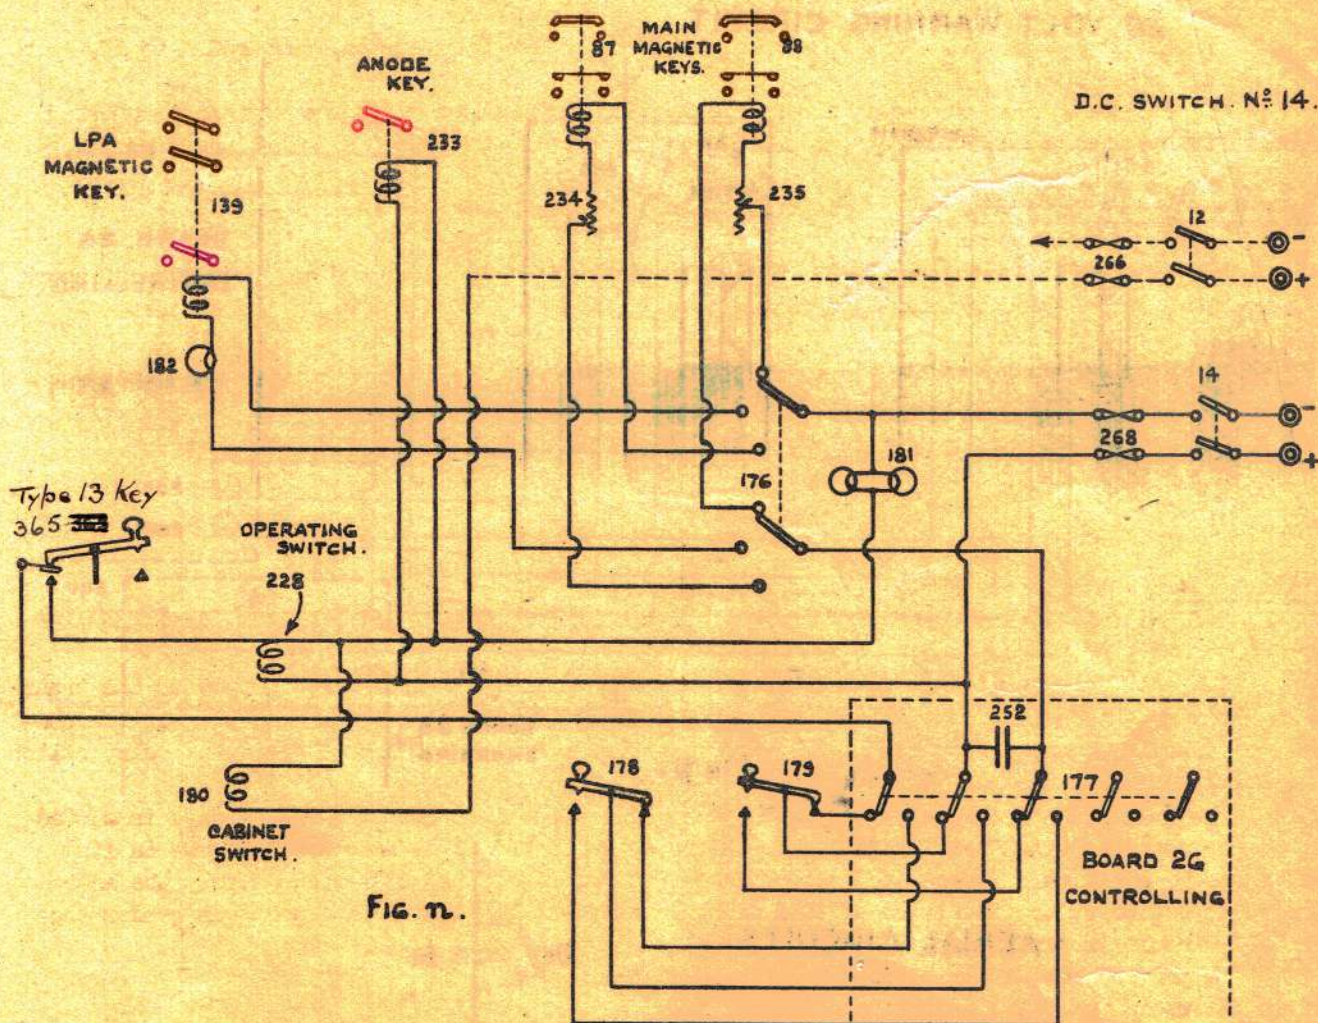 87
MAIN
MAGNETIC
KEYS.
88
ANODE
KEY.
D.C. SWITCH. Nº 14.
LPA
MAGNETIC
KEY.
233
139
234
235
12
-
266
+
182
14
-
268
+
181
176
Type 13 Key
365
OPERATING
SWITCH.
228
252
178
179
177
180
CABINET
SWITCH.
BOARD 2G
CONTROLLING
FIG. n.